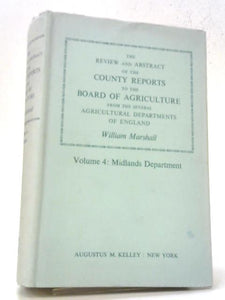 THE
REVIEW AND ABSTRACT
OF THE
COUNTY REPORTS
TO THE
BOARD OF AGRICULTURE
FROM THE SEVERAL
AGRICULTURAL DEPARTMENTS
OF ENGLAND
William Marshall
Volume 4: Midlands Department
AUGUSTUS M. KELLEY · NEW YORK